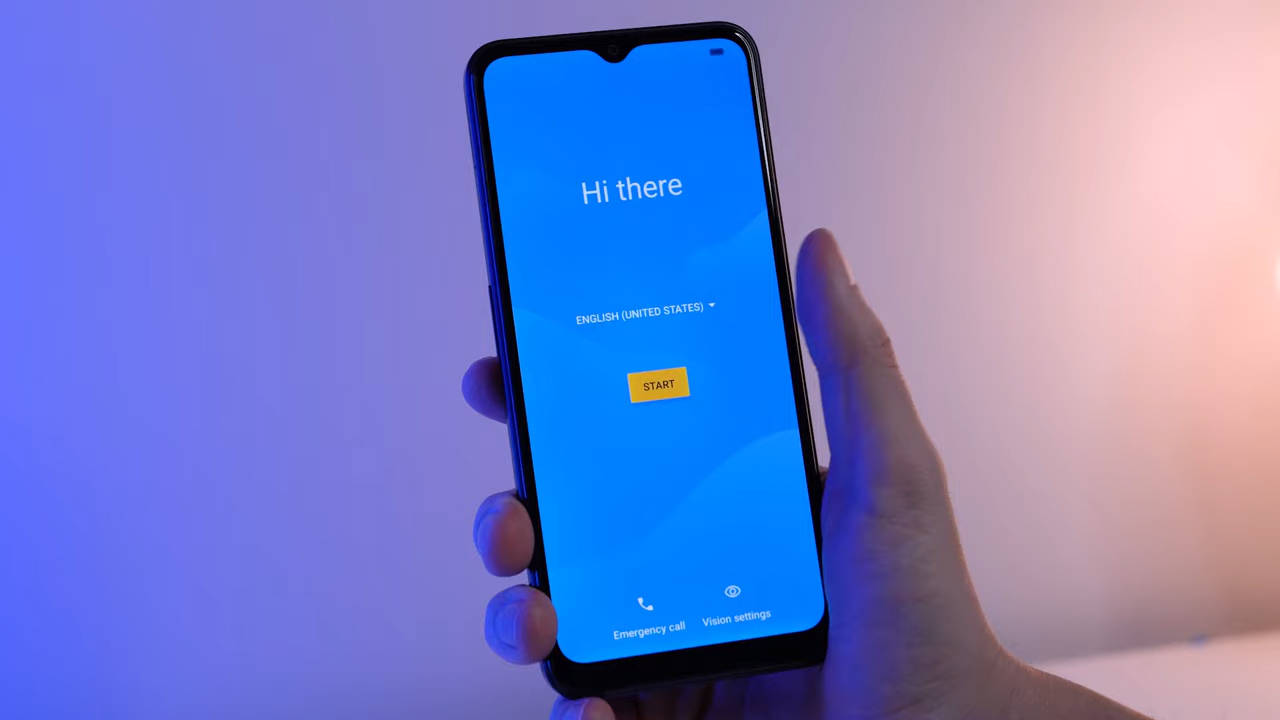 Hi there
ENGLISH (UNITED STATES)
START
Emergency call
Vision settings